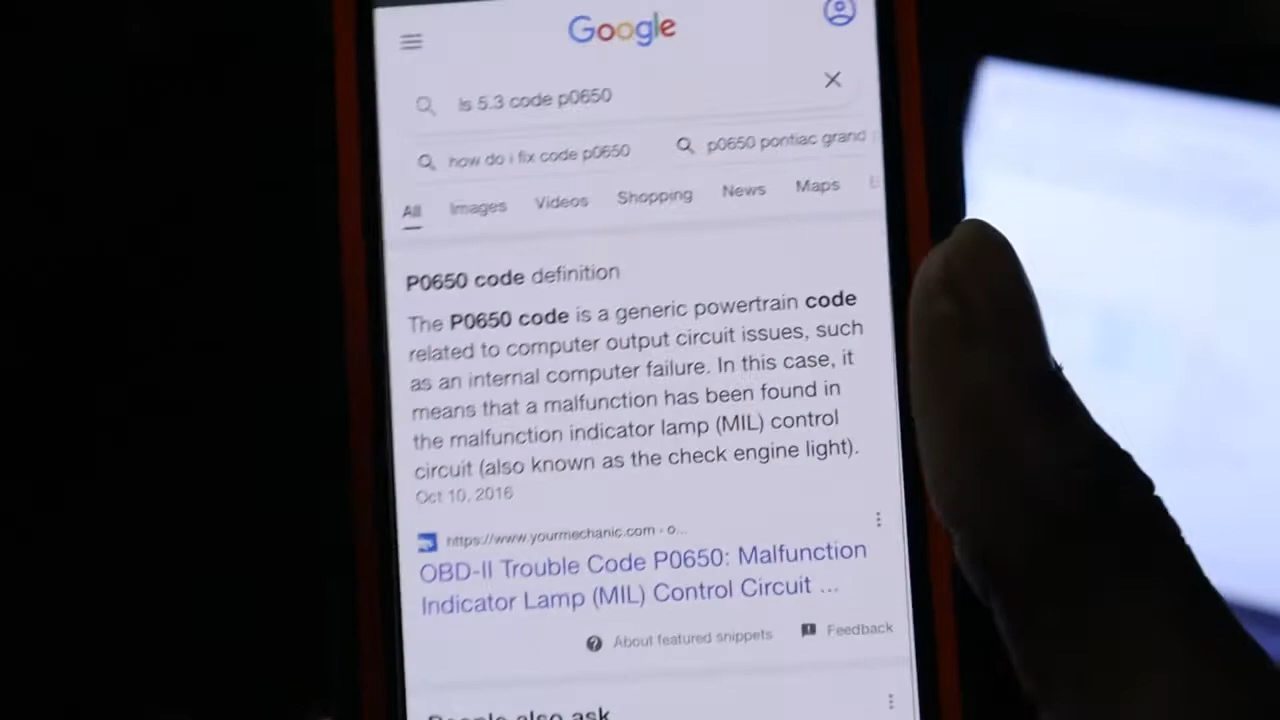 Google
ls 5.3 code p0650
how do i fix code p0650
p0650 pontiac grand
All Images Videos Shopping News Maps
P0650 code definition
The P0650 code is a generic powertrain code
related to computer output circuit issues, such
as an internal computer failure. In this case, it
means that a malfunction has been found in
the malfunction indicator lamp (MIL) control
circuit (also known as the check engine light).
Oct 10, 2016
https://www.yourmechanic.com › o...
OBD-II Trouble Code P0650: Malfunction
Indicator Lamp (MIL) Control Circuit ...
About featured snippets Feedback
People also ask